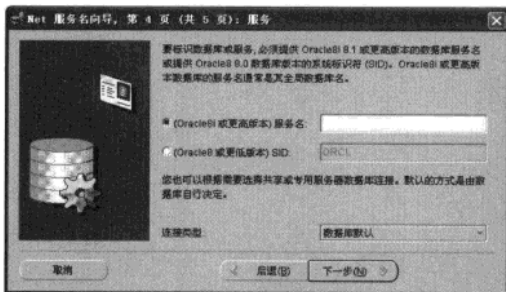 Net 服务名向导, 第 4 页 (共 5 页): 服务
要标识数据库或服务, 必须提供 Oracle8i 8.1 或更高版本的数据库服务名
或提供 Oracle8 8.0 数据库版本的系统标识符 (SID)。Oracle8i 或更高版
本数据库的服务名通常是其全局数据库名。
(Oracle8i 或更高版本) 服务名:
(Oracle8 或更低版本) SID:
ORCL
您也可以根据需要选择共享或专用服务器数据库连接。默认的方式是由数
据库自行决定。
连接类型
数据库默认
取消
后退(B)
下一步(N)